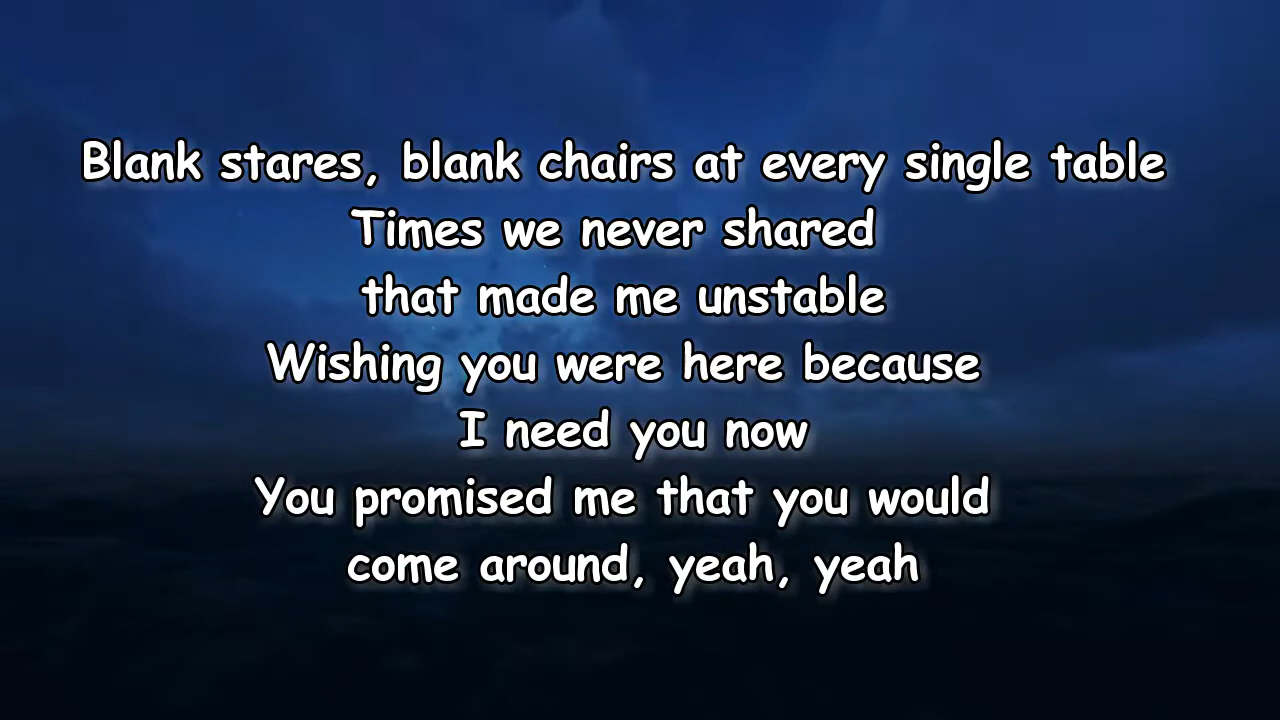 Blank stares, blank chairs at every single table
Times we never shared
that made me unstable
Wishing you were here because
I need you now
You promised me that you would
come around, yeah, yeah